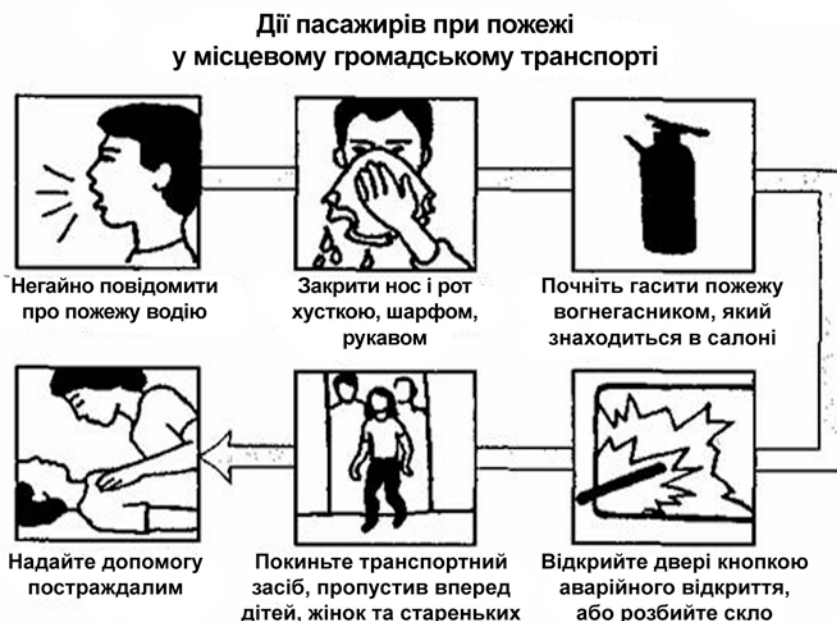 Дії пасажирів при пожежі
у місцевому громадському транспорті
Негайно повідомити
про пожежу водію
Закрити нос і рот
хусткою, шарфом,
рукавом
Почніть гасити пожежу
вогнегасником, який
знаходиться в салоні
Відкрийте двері кнопкою
аварійного відкриття,
або розбийте скло
Покиньте транспортний
засіб, пропустив вперед
дітей, жінок та стареньких
Надайте допомогу
постраждалим